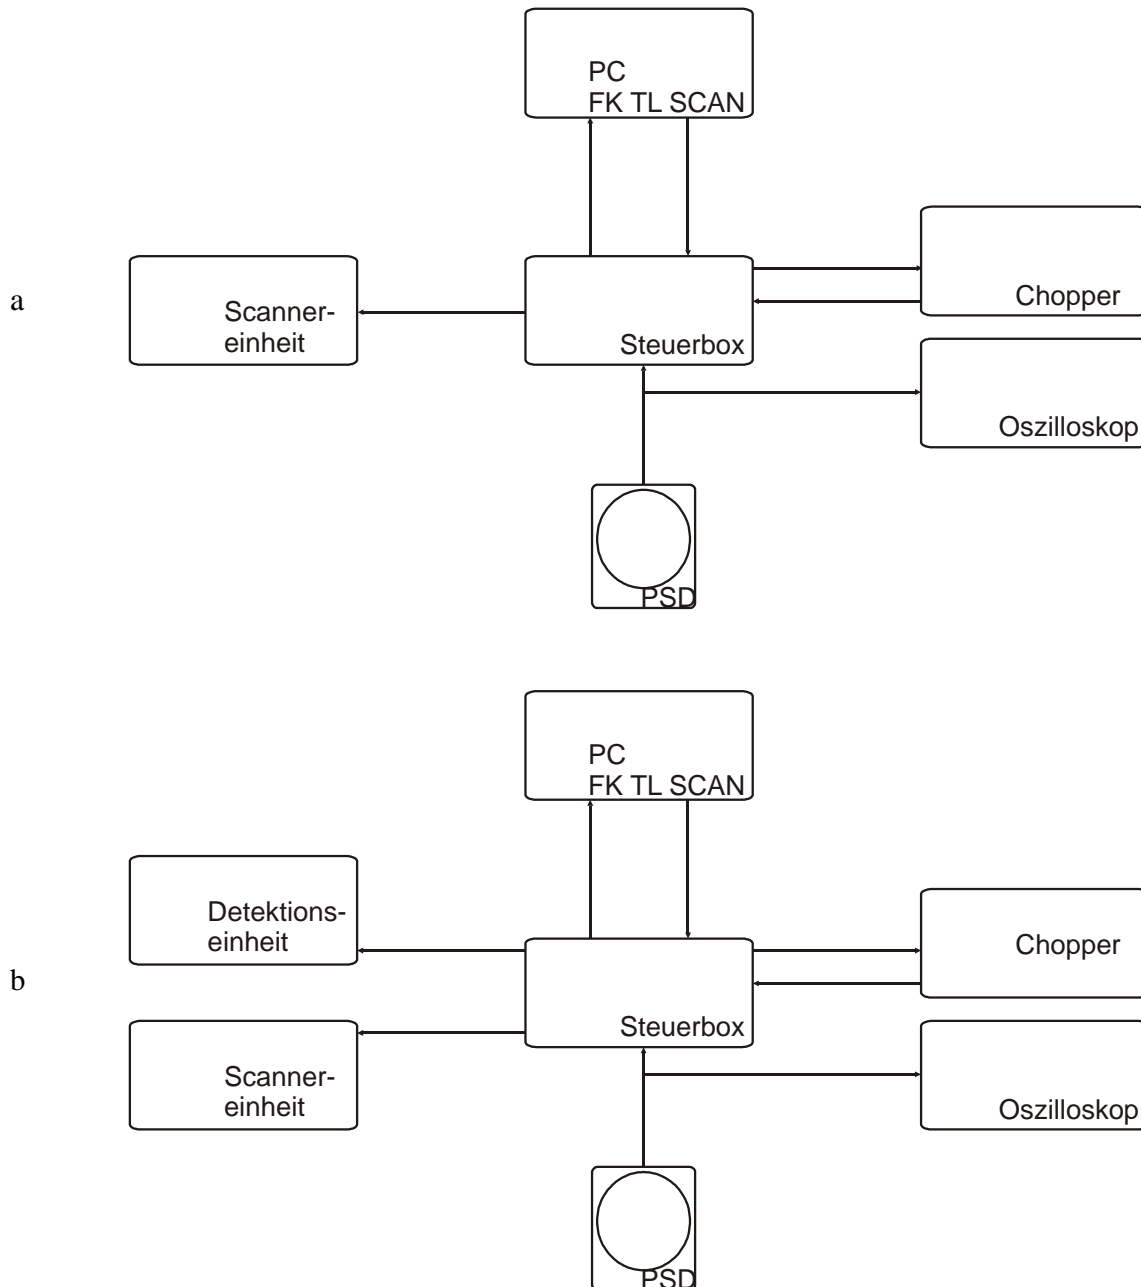 PC
FK TL SCAN
a
Scanner-
einheit
Steuerbox
Chopper
Oszilloskop
PSD
PC
FK TL SCAN
b
Detektions-
einheit
Chopper
Steuerbox
Scanner-
einheit
Oszilloskop
PSD